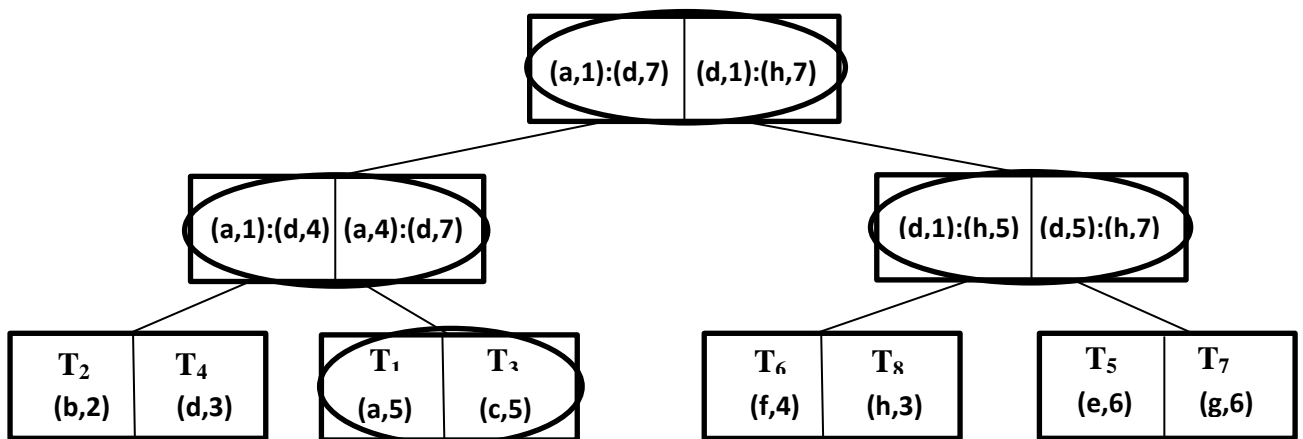 (a,1):(d,7) (d,1):(h,7)
(a,1):(d,4) (a,4):(d,7) (d,1):(h,5) (d,5):(h,7)
T2 T4 T1 T3 T6 T8 T5 T7
(b,2) (d,3) (a,5) (c,5) (f,4) (h,3) (e,6) (g,6)